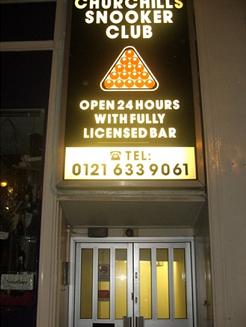 CHURCHILLS
SNOOKER
CLUB
OPEN 24 HOURS
WITH FULLY
LICENSED BAR
☎ TEL:
0121 633 9061